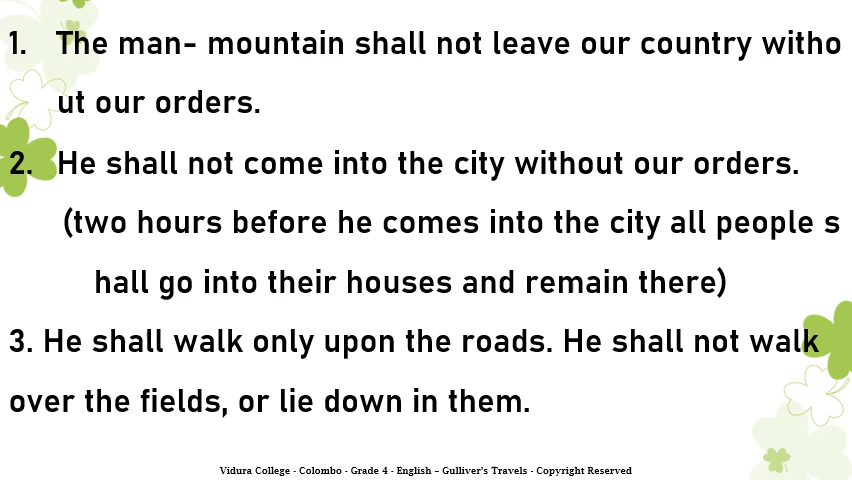 1. The man- mountain shall not leave our country witho
ut our orders.
2. He shall not come into the city without our orders.
(two hours before he comes into the city all people s
hall go into their houses and remain there)
3. He shall walk only upon the roads. He shall not walk
over the fields, or lie down in them.
Vidura College - Colombo - Grade 4 - English – Gulliver's Travels - Copyright Reserved